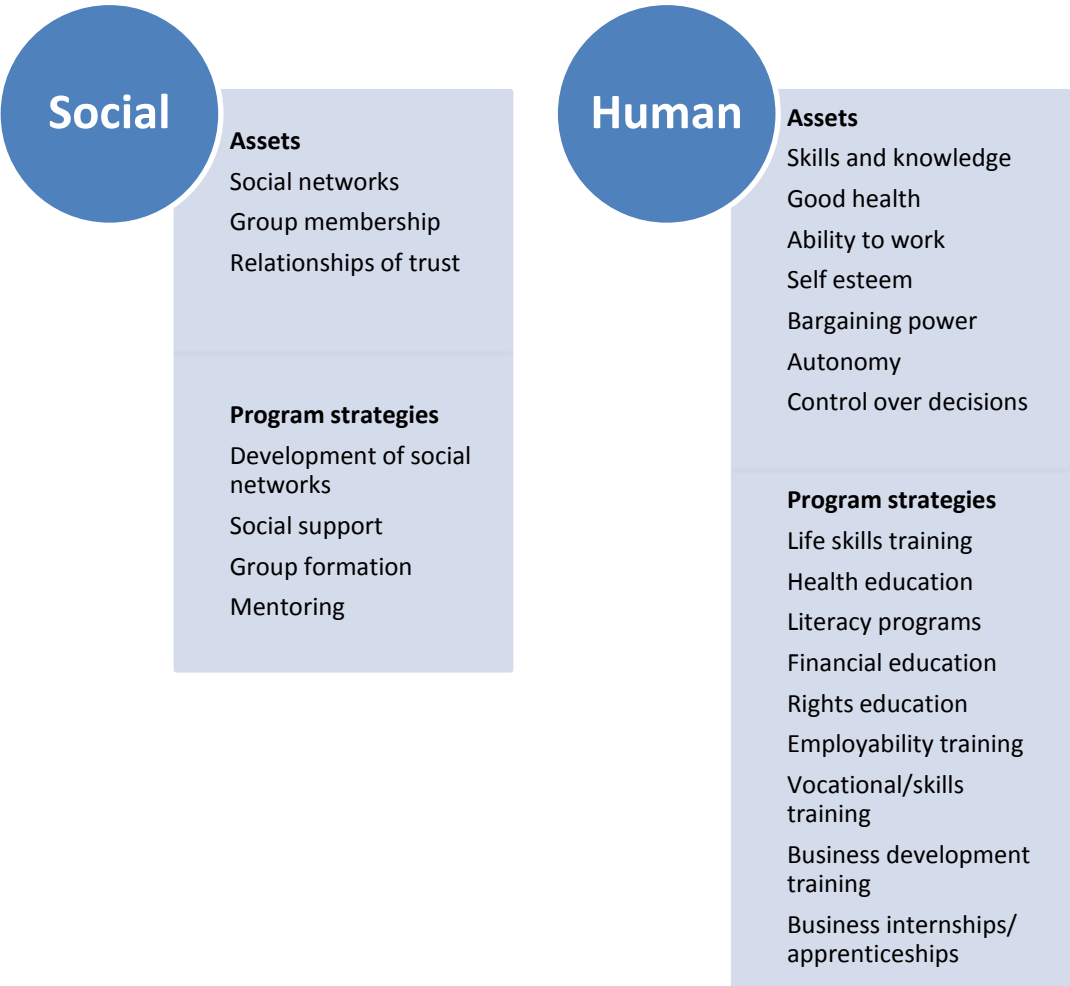 Social
Assets
Social networks
Group membership
Relationships of trust
Program strategies
Development of social
networks
Social support
Group formation
Mentoring
Human
Assets
Skills and knowledge
Good health
Ability to work
Self esteem
Bargaining power
Autonomy
Control over decisions
Program strategies
Life skills training
Health education
Literacy programs
Financial education
Rights education
Employability training
Vocational/skills
training
Business development
training
Business internships/
apprenticeships